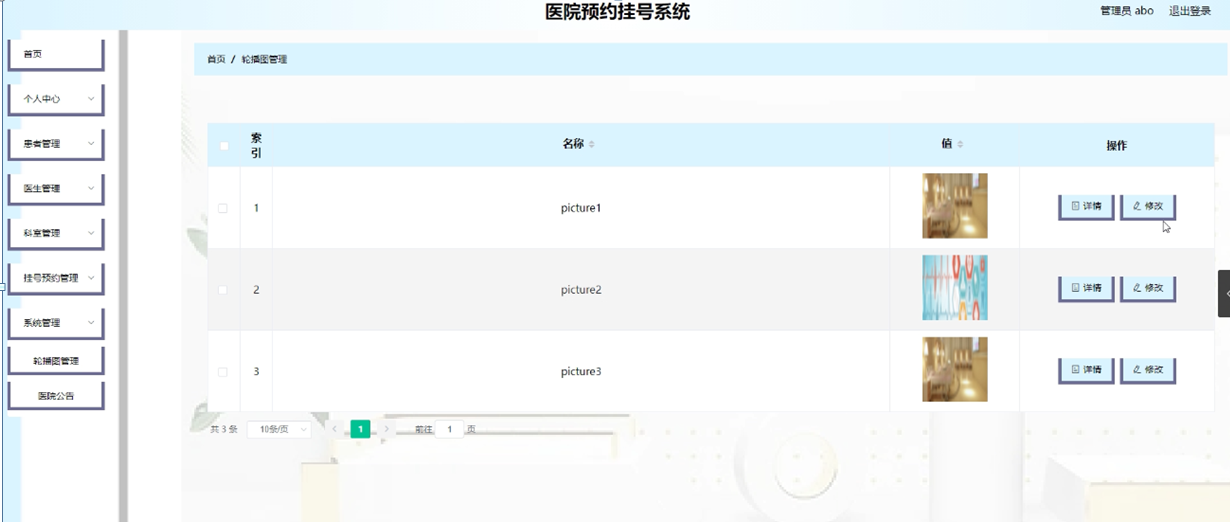 医院预约挂号系统
管理员 abo 退出登录
首页
个人中心
患者管理
医生管理
科室管理
挂号预约管理
系统管理
轮播图管理
医院公告
首页 / 轮播图管理
索引 名称 值 操作
1 picture1 详情 修改
2 picture2 详情 修改
3 picture3 详情 修改
共 3 条 10条/页 1 前往 1 页